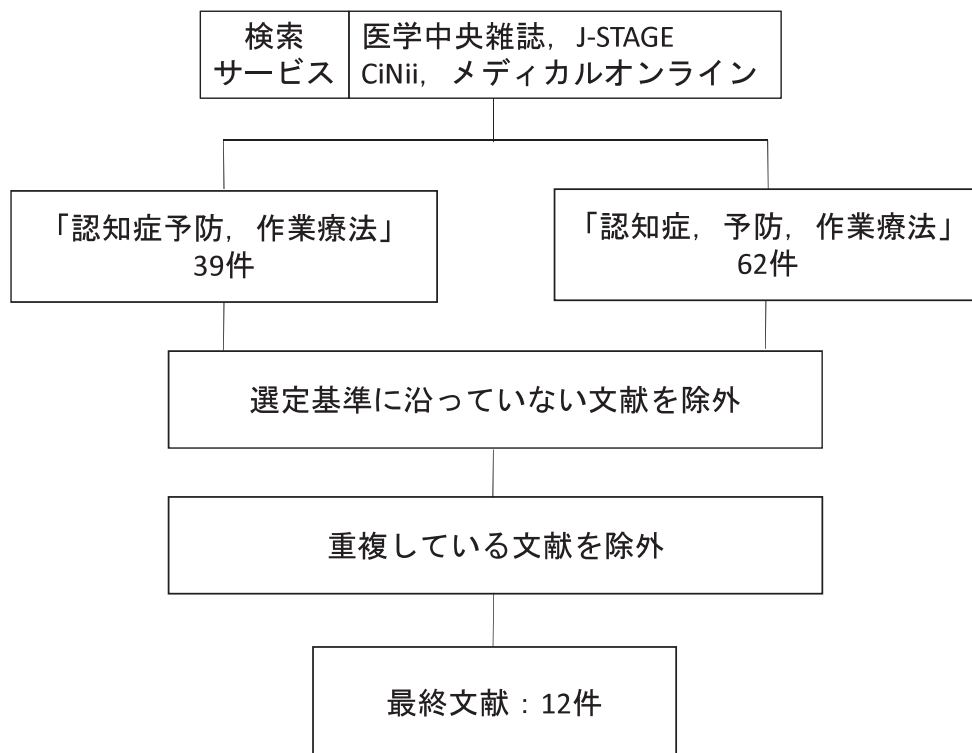 検索
サービス
医学中央雑誌，J-STAGE
CiNii，メディカルオンライン
「認知症予防，作業療法」
39件
「認知症，予防，作業療法」
62件
選定基準に沿っていない文献を除外
重複している文献を除外
最終文献：12件